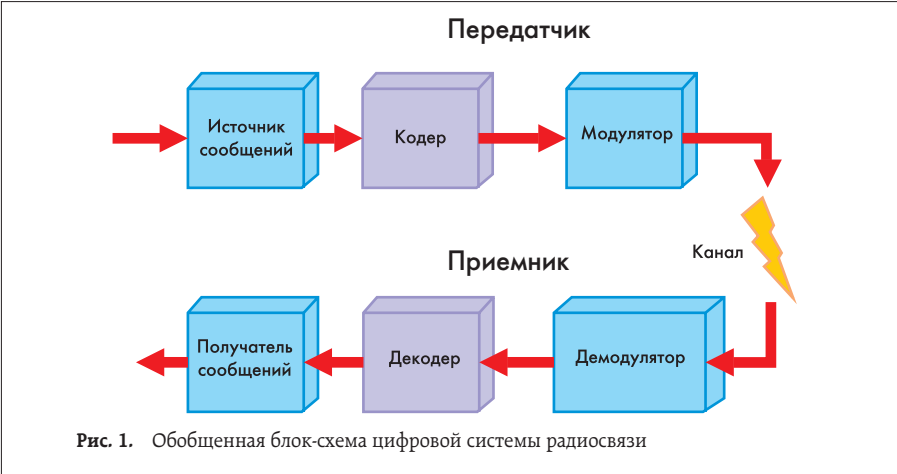 Передатчик
Источник
сообщений
Кодер
Модулятор
Канал
Приемник
Получатель
сообщений
Декодер
Демодулятор
Рис. 1. Обобщенная блок-схема цифровой системы радиосвязи